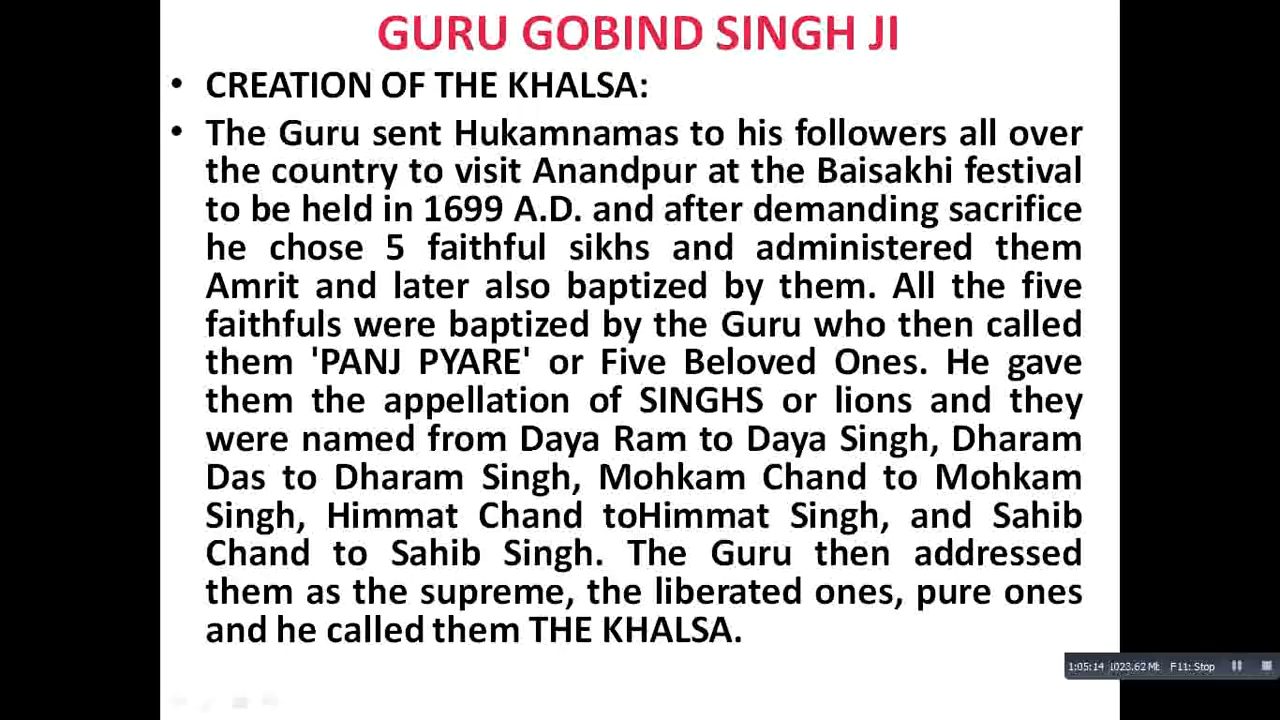 GURU GOBIND SINGH JI
• CREATION OF THE KHALSA:
• The Guru sent Hukamnamas to his followers all over
the country to visit Anandpur at the Baisakhi festival
to be held in 1699 A.D. and after demanding sacrifice
he chose 5 faithful sikhs and administered them
Amrit and later also baptized by them. All the five
faithfuls were baptized by the Guru who then called
them 'PANJ PYARE' or Five Beloved Ones. He gave
them the appellation of SINGHS or lions and they
were named from Daya Ram to Daya Singh, Dharam
Das to Dharam Singh, Mohkam Chand to Mohkam
Singh, Himmat Chand toHimmat Singh, and Sahib
Chand to Sahib Singh. The Guru then addressed
them as the supreme, the liberated ones, pure ones
and he called them THE KHALSA.
1:05:14 1023.62 Mb F11: Stop